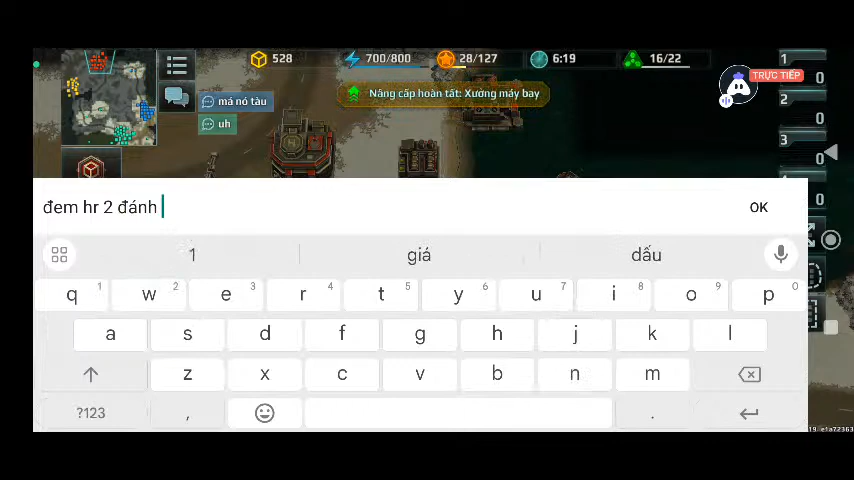 528
700/800
28/127
6:19
16/22
1
0
2
0
3
0
0
TRỰC TIẾP
má nó tàu
uh
Nâng cấp hoàn tất: Xưởng máy bay
đem hr 2 đánh
OK
1
giá
dấu
q 1 w 2 e 3 r 4 t 5 y 6 u 7 i 8 o 9 p 0
a s d f g h j k l
z x c v b n m
?123 , .